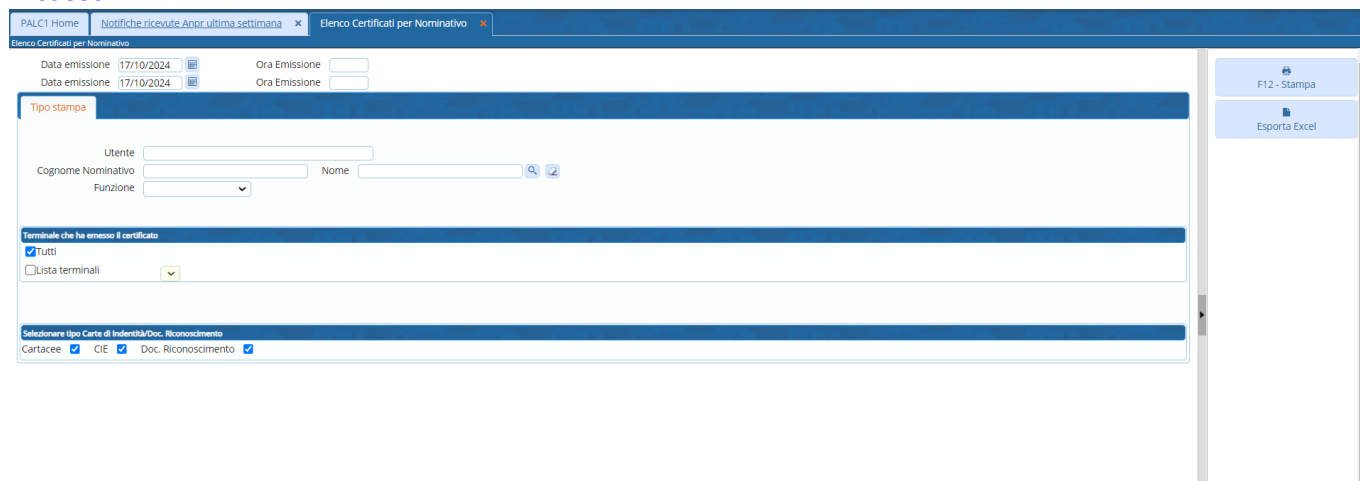 PALC1 Home Notifiche ricevute Anpr ultima settimana x Elenco Certificati per Nominativo x
Elenco Certificati per Nominativo
Data emissione 17/10/2024 Ora Emissione
Data emissione 17/10/2024 Ora Emissione
F12 - Stampa
Esporta Excel
Tipo stampa
Utente
Cognome Nominativo Nome
Funzione
Terminale che ha emesso il certificato
Tutti
Lista terminali
Selezionare tipo Carte di Indentità/Doc. Riconoscimento
Cartacee CIE Doc. Riconoscimento